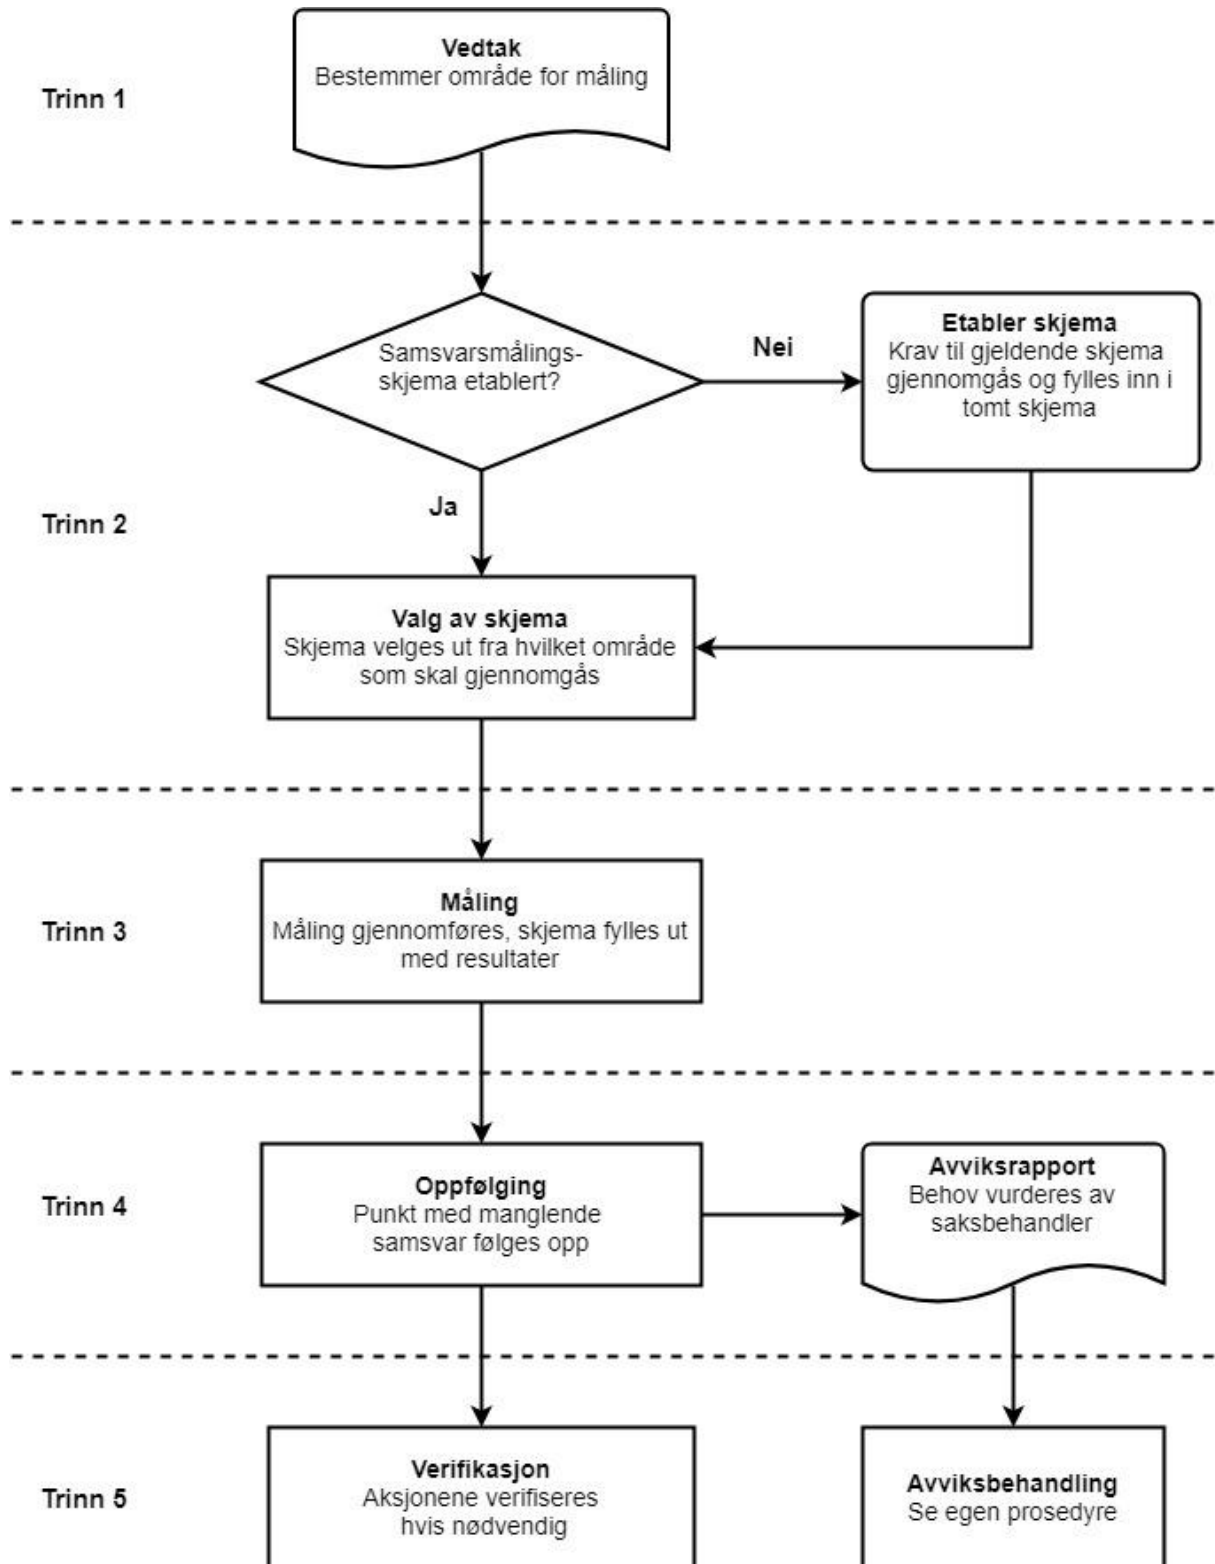 Vedtak
Bestemmer område for måling
Trinn 1
Samsvarsmålings-
skjema etablert?
Nei
Etabler skjema
Krav til gjeldende skjema
gjennomgås og fylles inn i
tomt skjema
Ja
Trinn 2
Valg av skjema
Skjema velges ut fra hvilket område
som skal gjennomgås
Måling
Måling gjennomføres, skjema fylles ut
med resultater
Trinn 3
Oppfølging
Punkt med manglende
samsvar følges opp
Trinn 4
Avviksrapport
Behov vurderes av
saksbehandler
Verifikasjon
Aksjonene verifiseres
hvis nødvendig
Trinn 5
Avviksbehandling
Se egen prosedyre